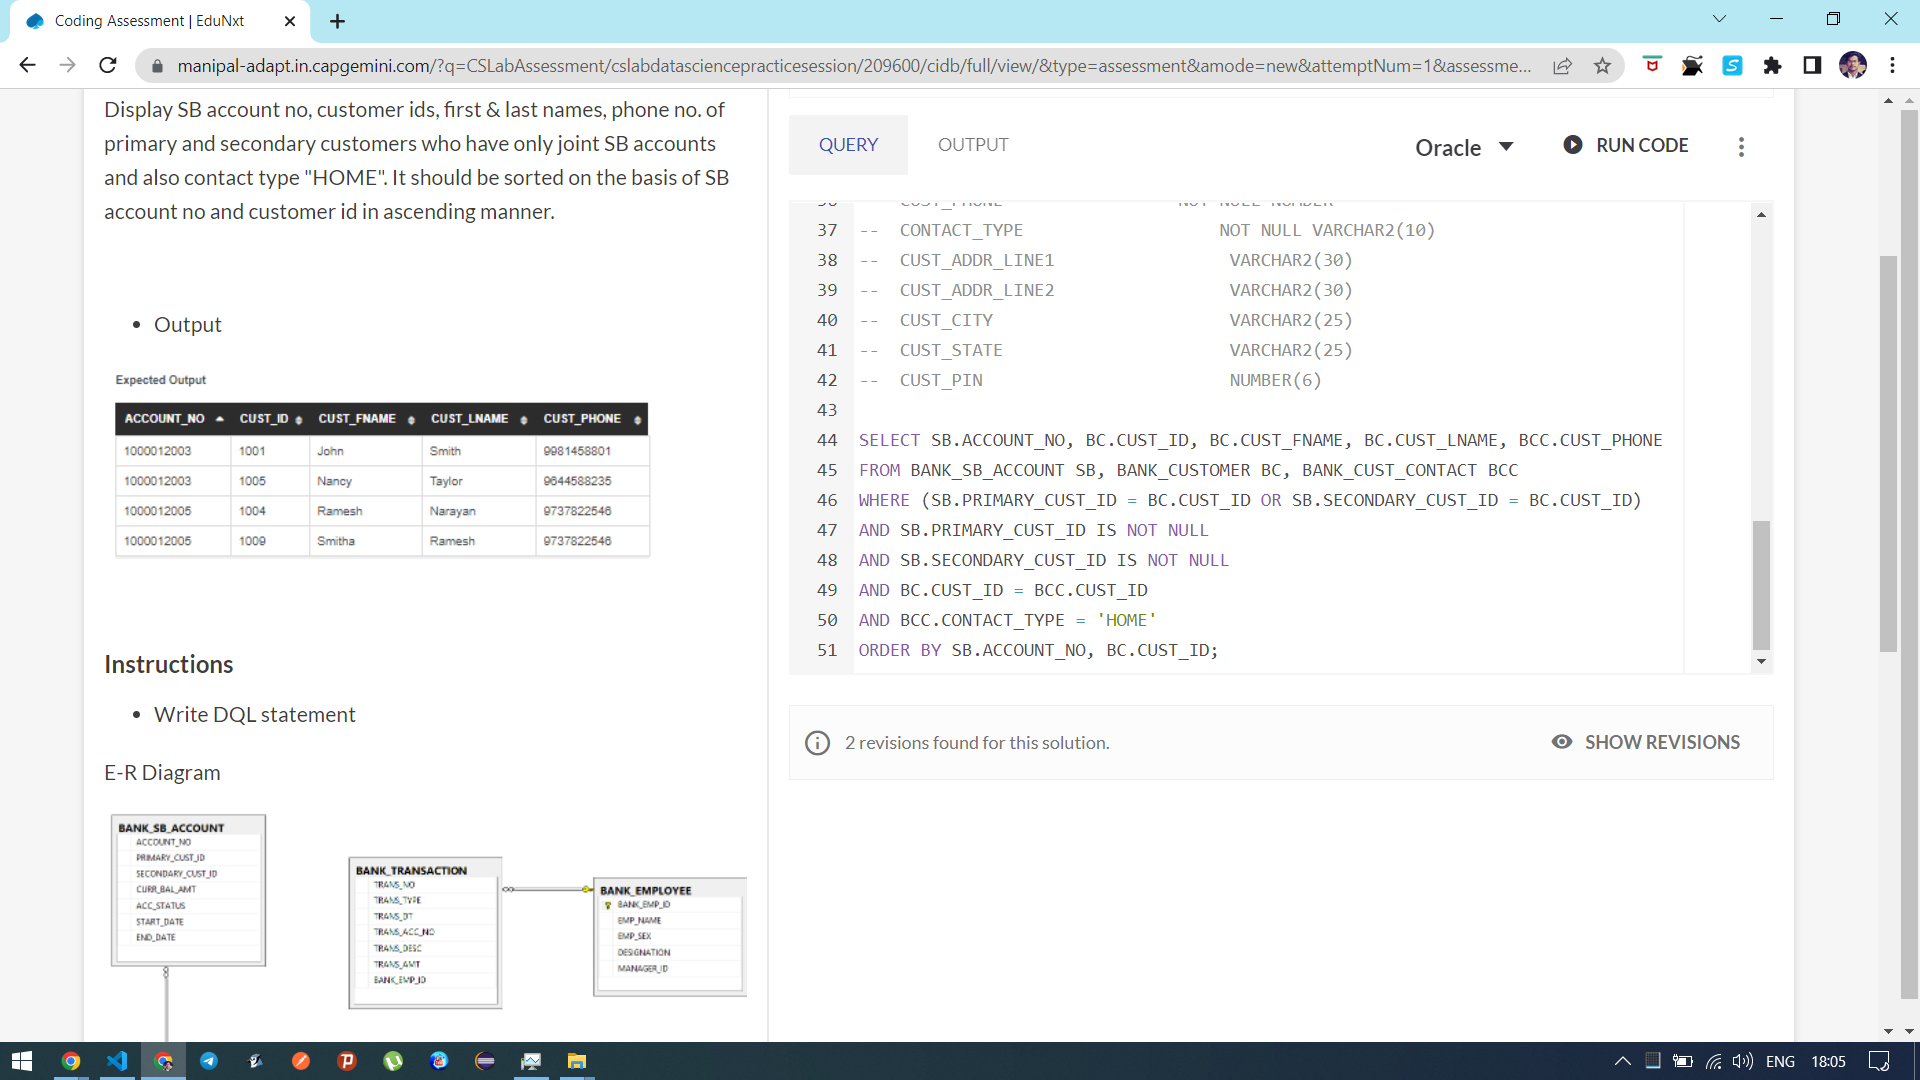 Coding Assessment | EduNxt
manipal-adapt.in.capgemini.com/?q=CSLabAssessment/cslabdatasciencepracticesession/209600/cidb/full/view/&type=assessment&amode=new&attemptNum=1&assessme...
Display SB account no, customer ids, first & last names, phone no. of
primary and secondary customers who have only joint SB accounts
and also contact type "HOME". It should be sorted on the basis of SB
account no and customer id in ascending manner.
• Output
Expected Output
ACCOUNT_NO CUST_ID CUST_FNAME CUST_LNAME CUST_PHONE
1000012003 1001 John Smith 9981458801
1000012003 1005 Nancy Taylor 9644588235
1000012005 1004 Ramesh Narayan 9737822546
1000012005 1009 Smitha Ramesh 9737822546
Instructions
• Write DQL statement
E-R Diagram
BANK_SB_ACCOUNT
ACCOUNT_NO
PRIMARY_CUST_ID
SECONDARY_CUST_ID
CURR_BAL_AMT
ACC_STATUS
START_DATE
END_DATE
BANK_TRANSACTION
TRANS_NO
TRANS_TYPE
TRANS_DT
TRANS_ACC_NO
TRANS_DESC
TRANS_AMT
BANK_EMP_ID
BANK_EMPLOYEE
BANK_EMP_ID
EMP_NAME
EMP_SEX
DESIGNATION
MANAGER_ID
QUERY OUTPUT Oracle RUN CODE
36 -- CUST_PHONE NOT NULL NUMBER
37 -- CONTACT_TYPE NOT NULL VARCHAR2(10)
38 -- CUST_ADDR_LINE1 VARCHAR2(30)
39 -- CUST_ADDR_LINE2 VARCHAR2(30)
40 -- CUST_CITY VARCHAR2(25)
41 -- CUST_STATE VARCHAR2(25)
42 -- CUST_PIN NUMBER(6)
43
44 SELECT SB.ACCOUNT_NO, BC.CUST_ID, BC.CUST_FNAME, BC.CUST_LNAME, BCC.CUST_PHONE
45 FROM BANK_SB_ACCOUNT SB, BANK_CUSTOMER BC, BANK_CUST_CONTACT BCC
46 WHERE (SB.PRIMARY_CUST_ID = BC.CUST_ID OR SB.SECONDARY_CUST_ID = BC.CUST_ID)
47 AND SB.PRIMARY_CUST_ID IS NOT NULL
48 AND SB.SECONDARY_CUST_ID IS NOT NULL
49 AND BC.CUST_ID = BCC.CUST_ID
50 AND BCC.CONTACT_TYPE = 'HOME'
51 ORDER BY SB.ACCOUNT_NO, BC.CUST_ID;
2 revisions found for this solution. SHOW REVISIONS
ENG 18:05